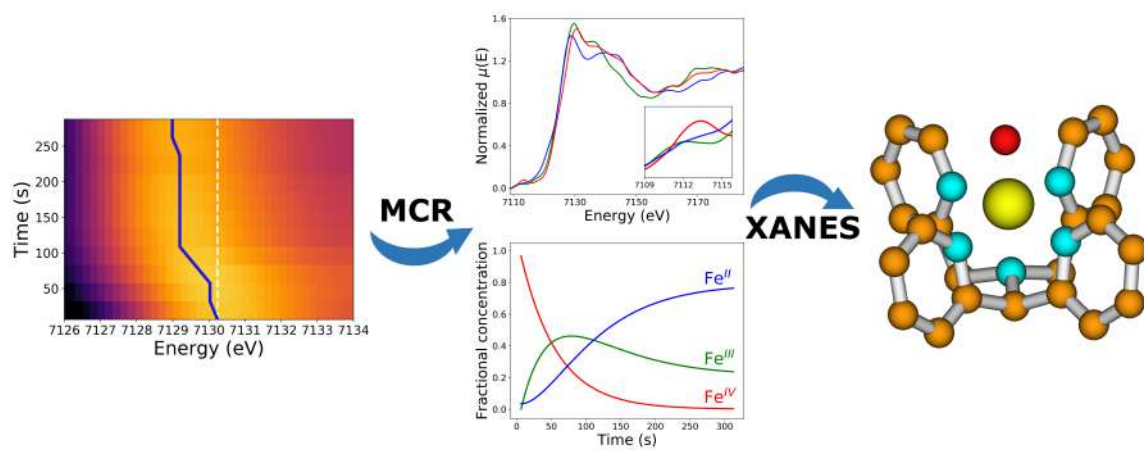 Time (s)
250
200
150
100
50
7126 7127 7128 7129 7130 7131 7132 7133 7134
Energy (eV)
MCR
Normalized μ(E)
1.6
1.2
0.8
0.4
0.0
7109 7112 7115
7110 7130 7150 7170
Energy (eV)
Fractional concentration
1.0
0.8
0.6
0.4
0.2
0.0
Fe^II
Fe^III
Fe^IV
0 50 100 150 200 250 300
Time (s)
XANES